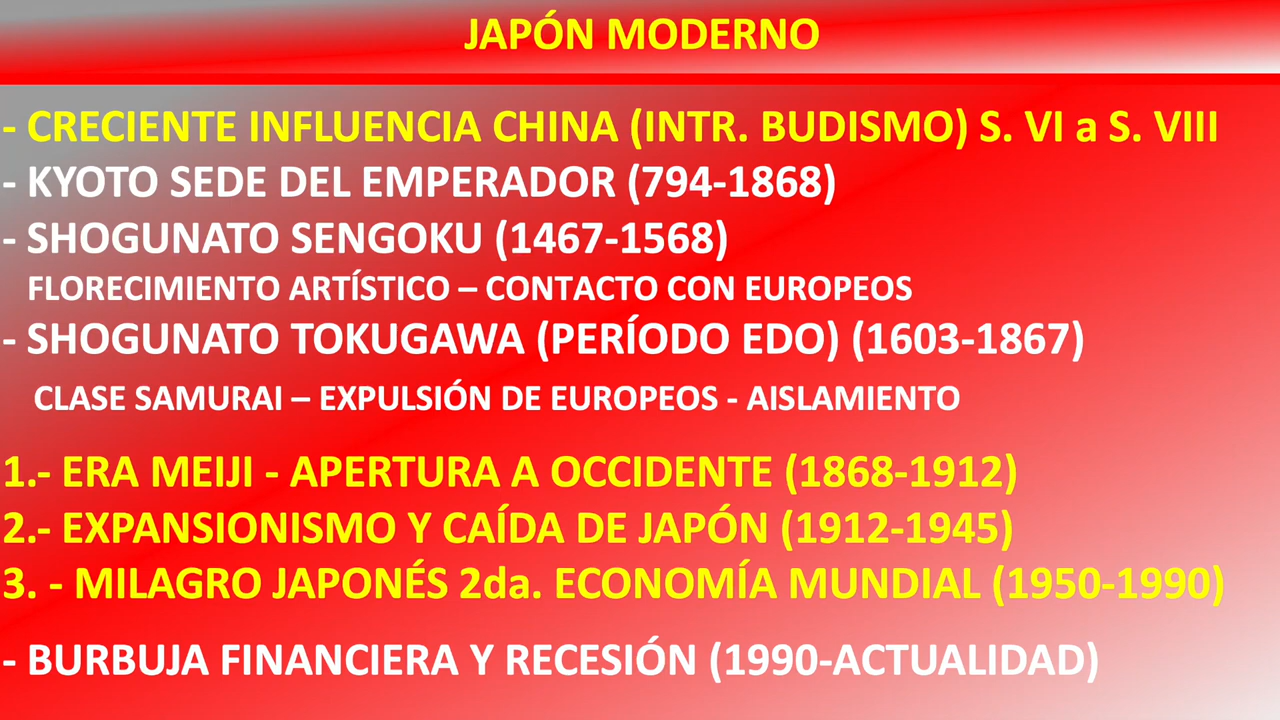 JAPÓN MODERNO
- CRECIENTE INFLUENCIA CHINA (INTR. BUDISMO) S. VI a S. VIII
- KYOTO SEDE DEL EMPERADOR (794-1868)
- SHOGUNATO SENGOKU (1467-1568)
FLORECIMIENTO ARTÍSTICO – CONTACTO CON EUROPEOS
- SHOGUNATO TOKUGAWA (PERÍODO EDO) (1603-1867)
CLASE SAMURAI – EXPULSIÓN DE EUROPEOS - AISLAMIENTO
1.- ERA MEIJI - APERTURA A OCCIDENTE (1868-1912)
2.- EXPANSIONISMO Y CAÍDA DE JAPÓN (1912-1945)
3. - MILAGRO JAPONÉS 2da. ECONOMÍA MUNDIAL (1950-1990)
- BURBUJA FINANCIERA Y RECESIÓN (1990-ACTUALIDAD)